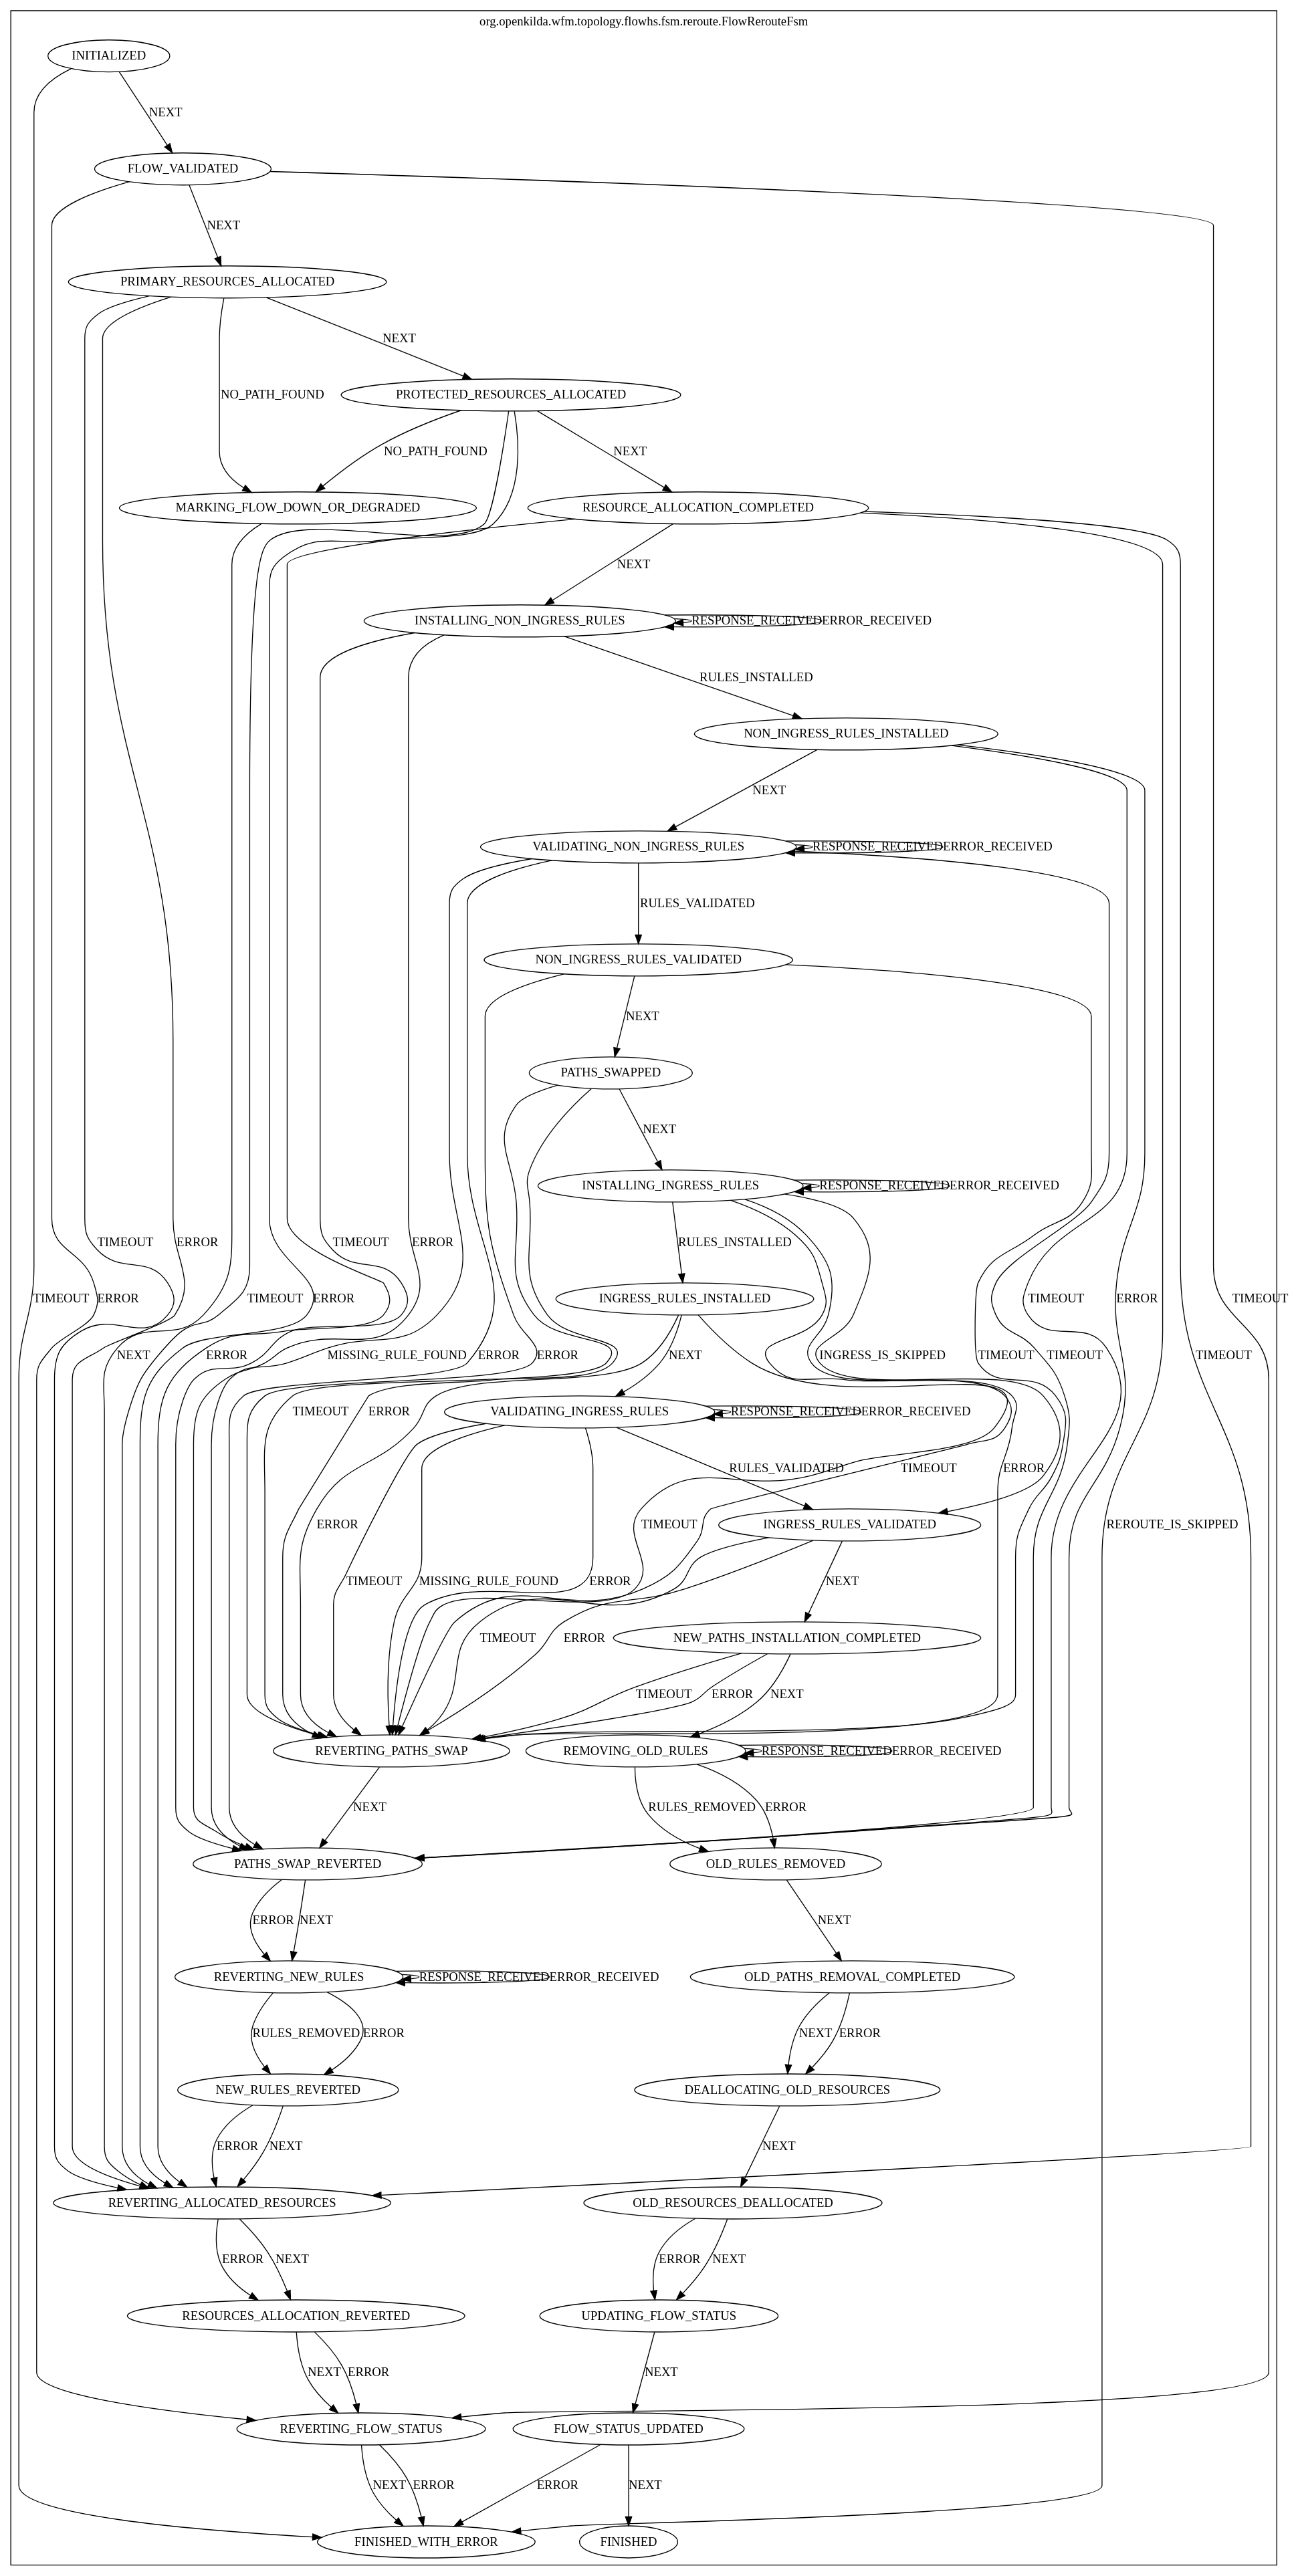 org.openkilda.wfm.topology.flowhs.fsm.reroute.FlowRerouteFsm
INITIALIZED
NEXT
FLOW_VALIDATED
NEXT
PRIMARY_RESOURCES_ALLOCATED
NEXT
NO_PATH_FOUND
PROTECTED_RESOURCES_ALLOCATED
NO_PATH_FOUND
NEXT
MARKING_FLOW_DOWN_OR_DEGRADED
RESOURCE_ALLOCATION_COMPLETED
NEXT
INSTALLING_NON_INGRESS_RULES
RESPONSE_RECEIVED
ERROR_RECEIVED
RULES_INSTALLED
NON_INGRESS_RULES_INSTALLED
NEXT
VALIDATING_NON_INGRESS_RULES
RESPONSE_RECEIVED
ERROR_RECEIVED
RULES_VALIDATED
NON_INGRESS_RULES_VALIDATED
NEXT
PATHS_SWAPPED
NEXT
INSTALLING_INGRESS_RULES
RESPONSE_RECEIVED
ERROR_RECEIVED
TIMEOUT
ERROR
TIMEOUT
ERROR
RULES_INSTALLED
TIMEOUT
ERROR
TIMEOUT
ERROR
INGRESS_RULES_INSTALLED
TIMEOUT
ERROR
TIMEOUT
NEXT
ERROR
MISSING_RULE_FOUND
ERROR
ERROR
NEXT
INGRESS_IS_SKIPPED
TIMEOUT
TIMEOUT
TIMEOUT
TIMEOUT
ERROR
VALIDATING_INGRESS_RULES
RESPONSE_RECEIVED
ERROR_RECEIVED
RULES_VALIDATED
TIMEOUT
ERROR
ERROR
TIMEOUT
INGRESS_RULES_VALIDATED
REROUTE_IS_SKIPPED
TIMEOUT
MISSING_RULE_FOUND
ERROR
NEXT
TIMEOUT
ERROR
NEW_PATHS_INSTALLATION_COMPLETED
TIMEOUT
ERROR
NEXT
REVERTING_PATHS_SWAP
REMOVING_OLD_RULES
RESPONSE_RECEIVED
ERROR_RECEIVED
NEXT
RULES_REMOVED
ERROR
PATHS_SWAP_REVERTED
OLD_RULES_REMOVED
ERROR
NEXT
NEXT
REVERTING_NEW_RULES
RESPONSE_RECEIVED
ERROR_RECEIVED
OLD_PATHS_REMOVAL_COMPLETED
RULES_REMOVED
ERROR
NEXT
ERROR
NEW_RULES_REVERTED
DEALLOCATING_OLD_RESOURCES
ERROR
NEXT
NEXT
REVERTING_ALLOCATED_RESOURCES
OLD_RESOURCES_DEALLOCATED
ERROR
NEXT
ERROR
NEXT
RESOURCES_ALLOCATION_REVERTED
UPDATING_FLOW_STATUS
NEXT
ERROR
NEXT
REVERTING_FLOW_STATUS
FLOW_STATUS_UPDATED
NEXT
ERROR
ERROR
NEXT
FINISHED_WITH_ERROR
FINISHED